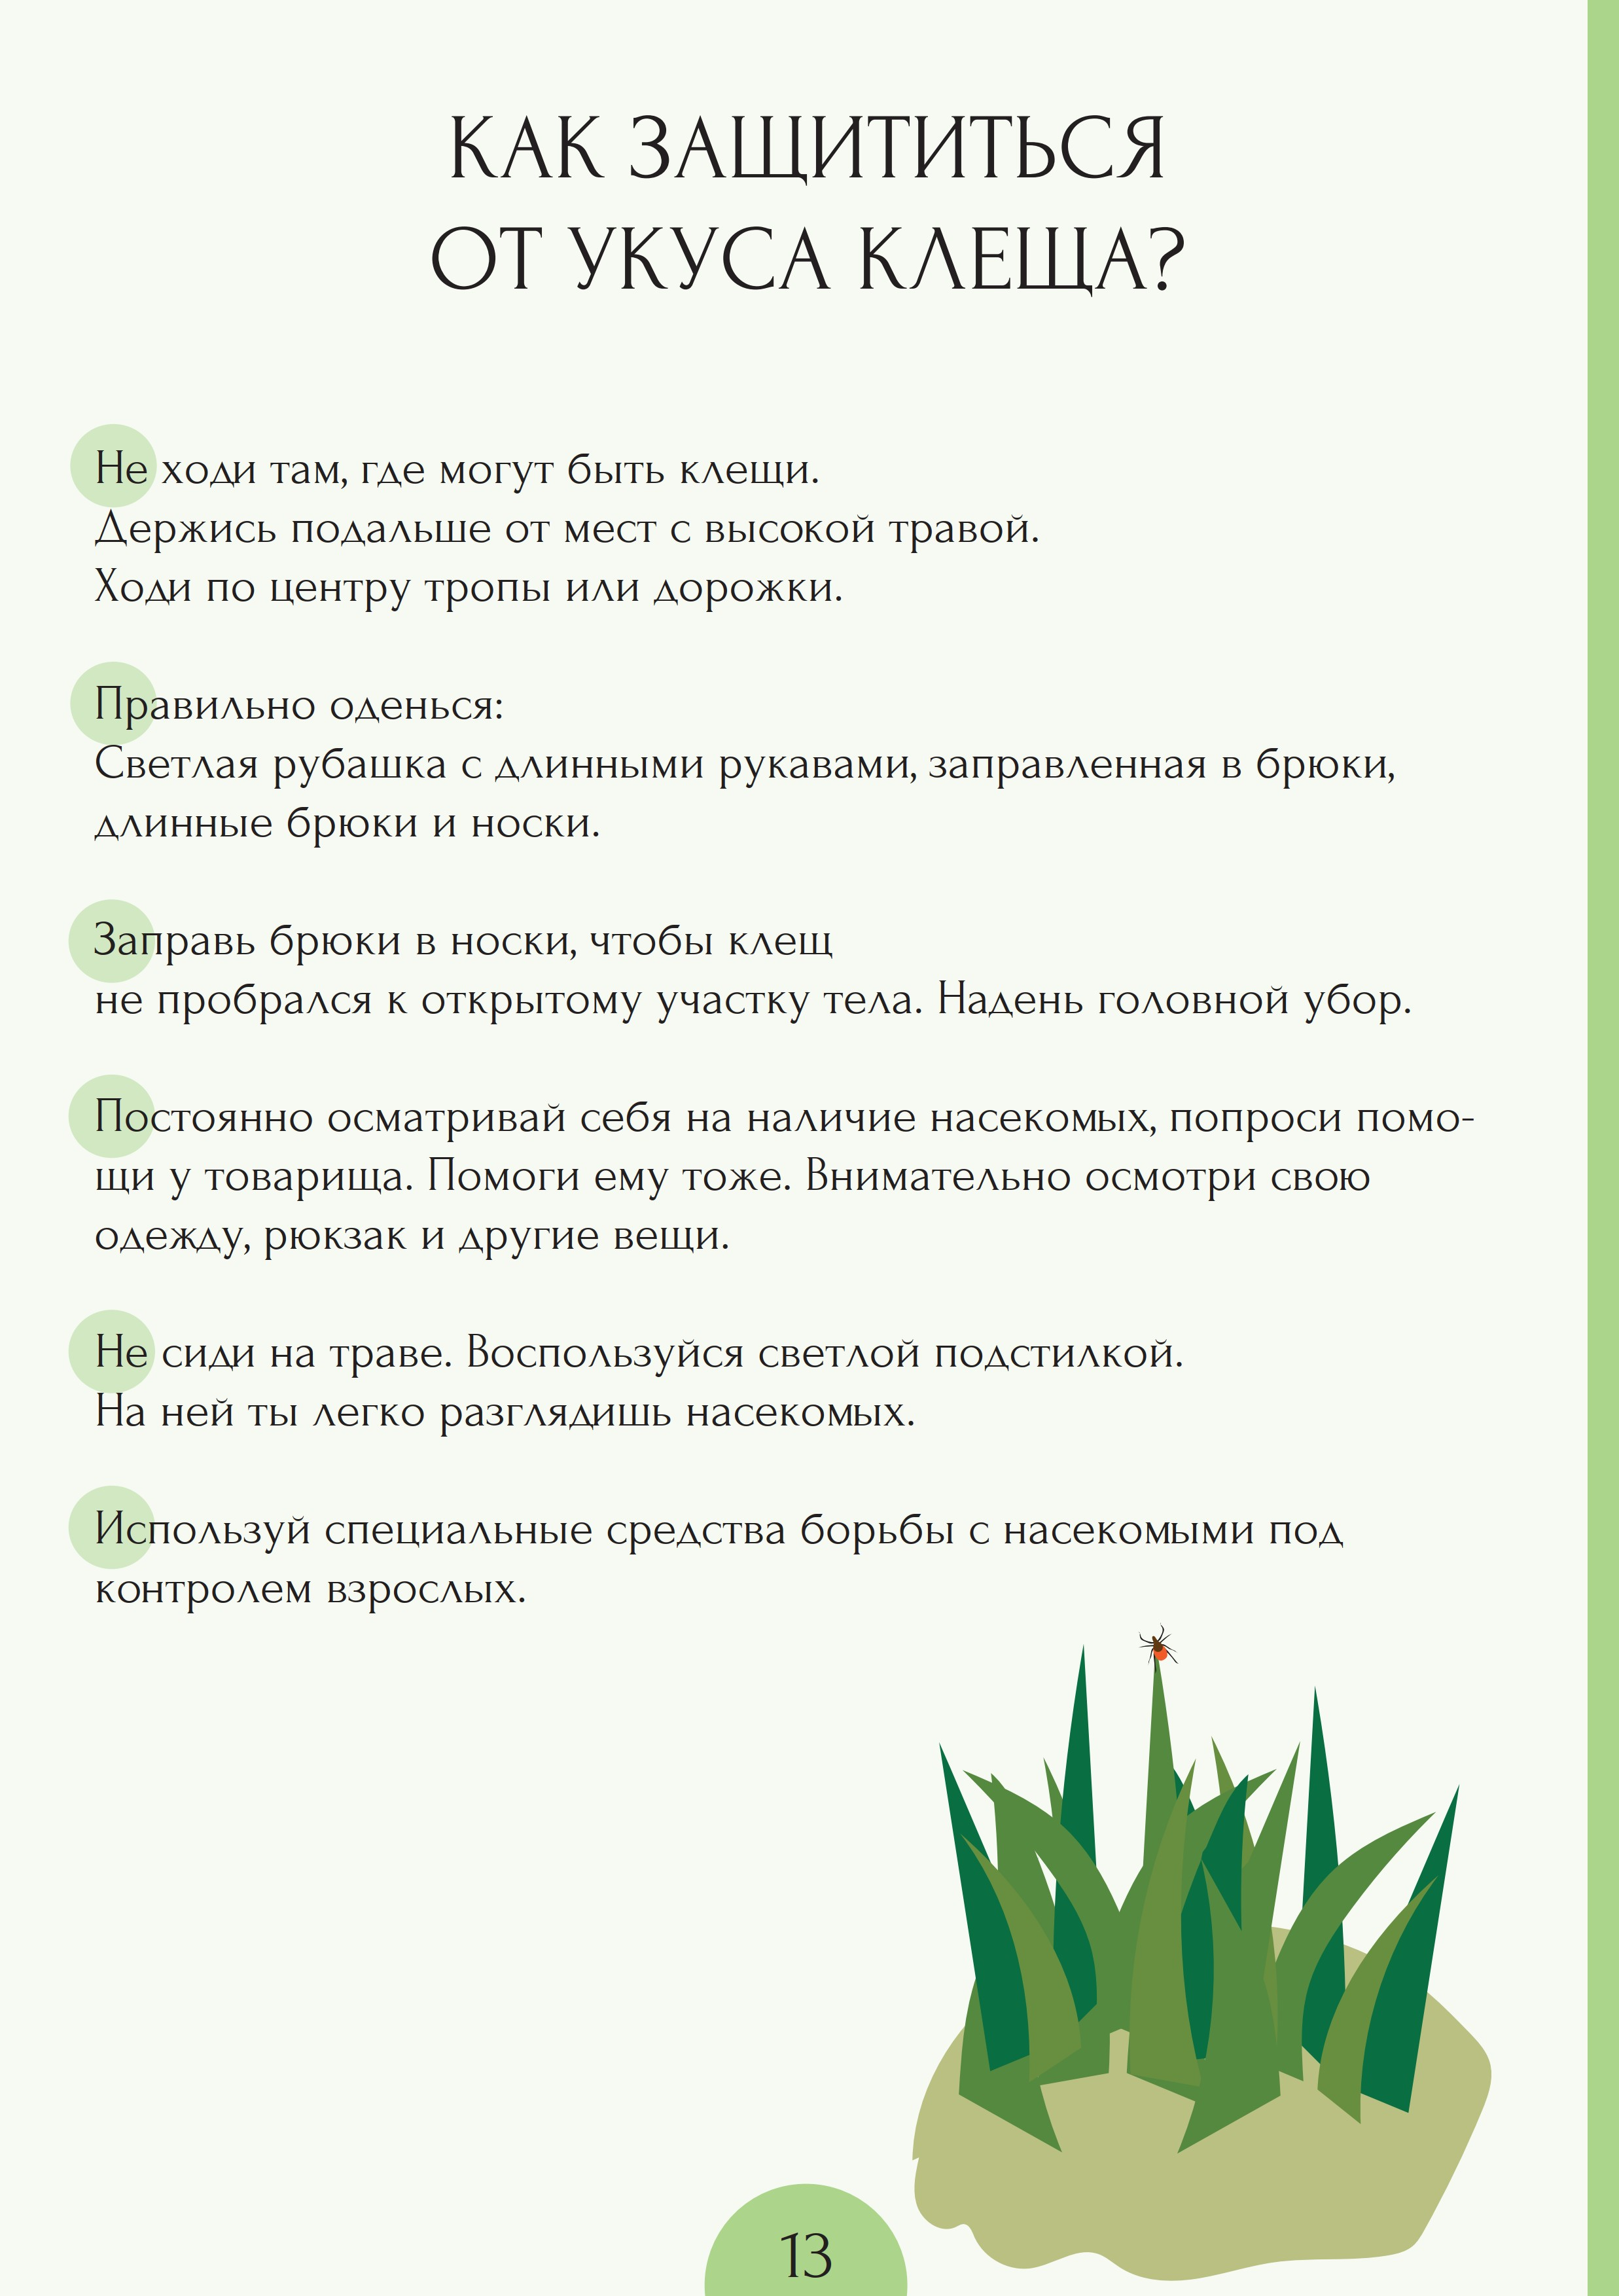 КАК ЗАЩИТИТЬСЯ
ОТ УКУСА КЛЕЩА?
Не ходи там, где могут быть клещи.
Держись подальше от мест с высокой травой.
Ходи по центру тропы или дорожки.
Правильно оденься:
Светлая рубашка с длинными рукавами, заправленная в брюки,
длинные брюки и носки.
Заправь брюки в носки, чтобы клещ
не пробрался к открытому участку тела. Надень головной убор.
Постоянно осматривай себя на наличие насекомых, попроси помо-
щи у товарища. Помоги ему тоже. Внимательно осмотри свою
одежду, рюкзак и другие вещи.
Не сиди на траве. Воспользуйся светлой подстилкой.
На ней ты легко разглядишь насекомых.
Используй специальные средства борьбы с насекомыми под
контролем взрослых.
13